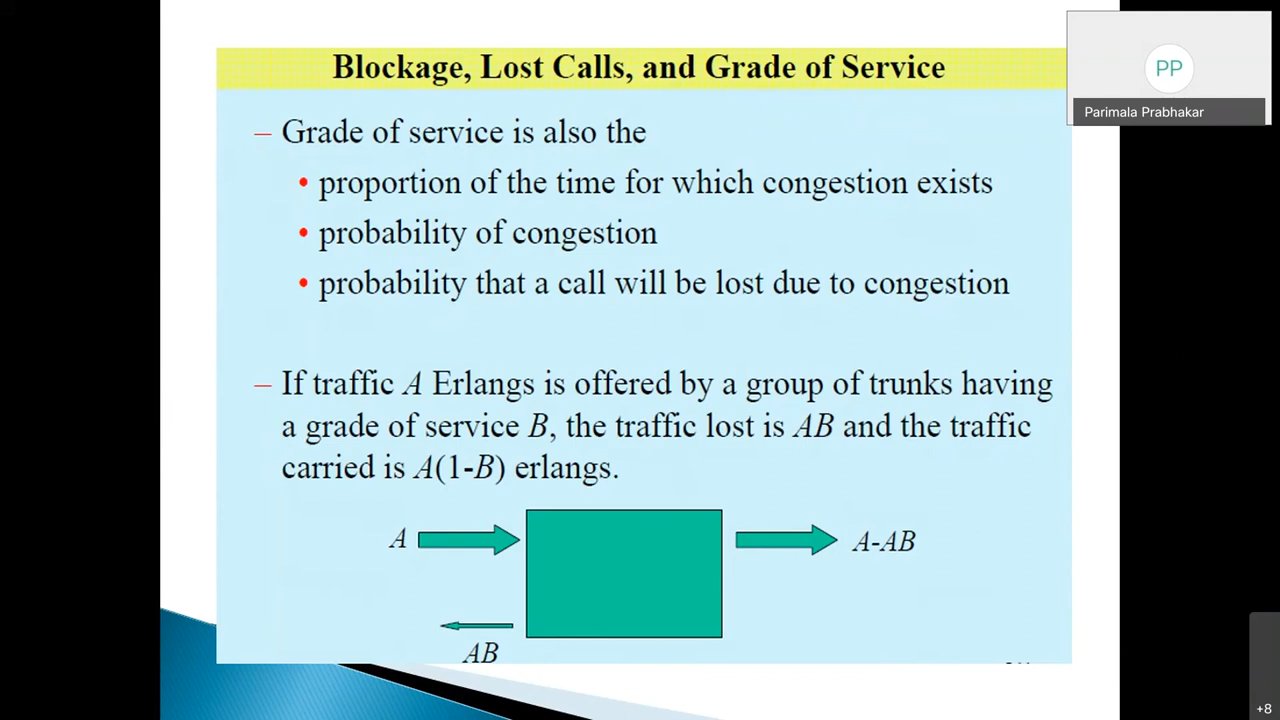 Blockage, Lost Calls, and Grade of Service
PP
Parimala Prabhakar
– Grade of service is also the
• proportion of the time for which congestion exists
• probability of congestion
• probability that a call will be lost due to congestion
– If traffic A Erlangs is offered by a group of trunks having
a grade of service B, the traffic lost is AB and the traffic
carried is A(1-B) erlangs.
A
A-AB
AB
+8